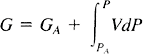 G = G_A + ∫_{P_A}^{P} VdP